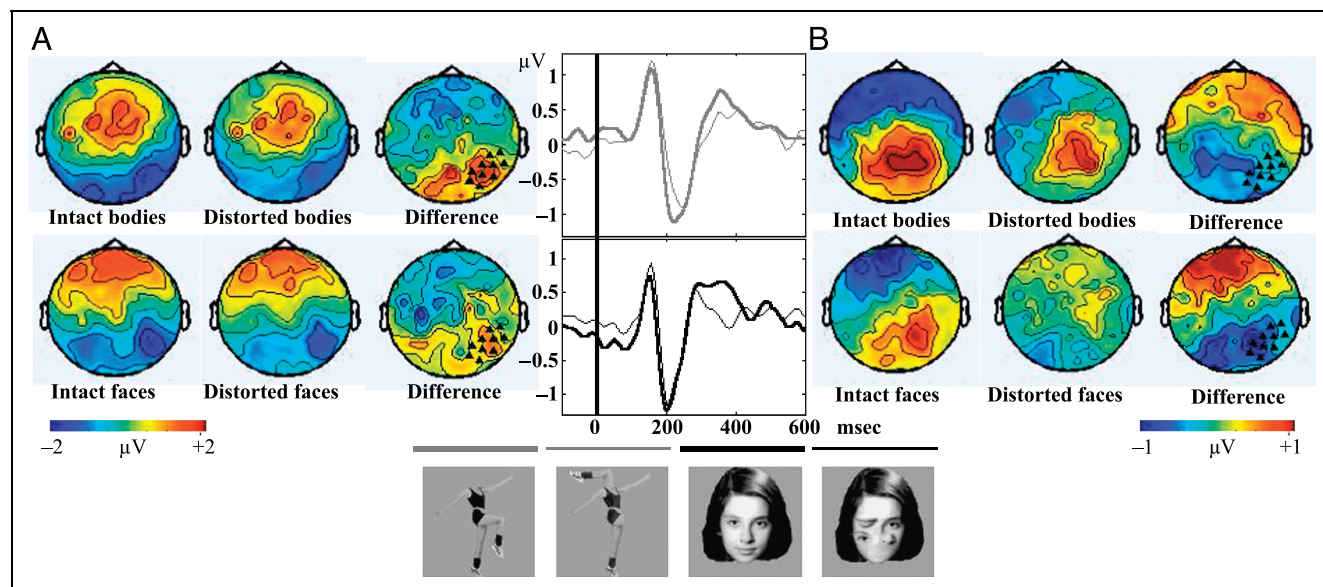 A
B
µV
1
0.5
0
–0.5
–1
Intact bodies Distorted bodies Difference
Intact bodies Distorted bodies Difference
1
0.5
0
–0.5
–1
Intact faces Distorted faces Difference
Intact faces Distorted faces Difference
0 200 400 600 msec
–2 µV +2
–1 µV +1